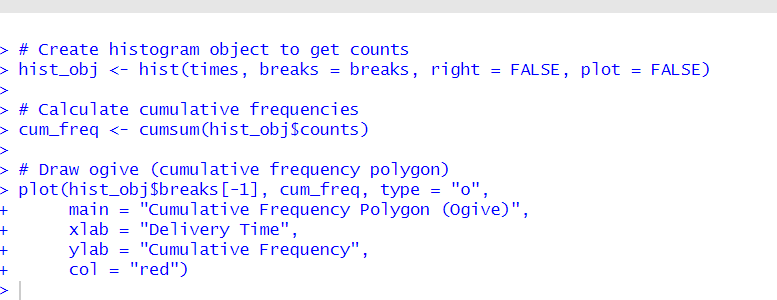 > # Create histogram object to get counts
> hist_obj <- hist(times, breaks = breaks, right = FALSE, plot = FALSE)
>
> # Calculate cumulative frequencies
> cum_freq <- cumsum(hist_obj$counts)
>
> # Draw ogive (cumulative frequency polygon)
> plot(hist_obj$breaks[-1], cum_freq, type = "o",
+      main = "Cumulative Frequency Polygon (Ogive)",
+      xlab = "Delivery Time",
+      ylab = "Cumulative Frequency",
+      col = "red")
>